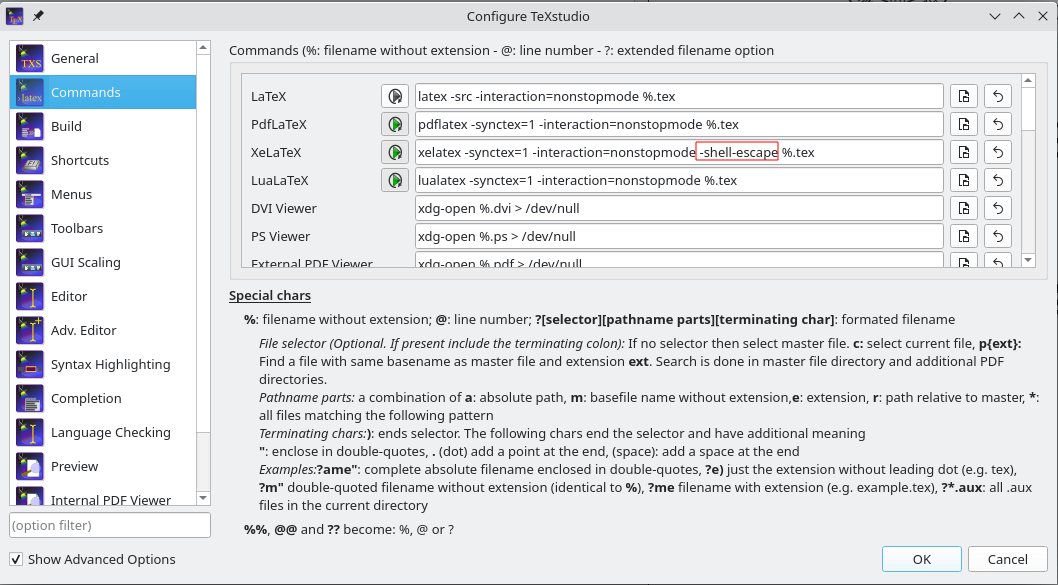 Configure TeXstudio
General
Commands
Build
Shortcuts
Menus
Toolbars
GUI Scaling
Editor
Adv. Editor
Syntax Highlighting
Completion
Language Checking
Preview
Internal PDF Viewer
(option filter)
Show Advanced Options
Commands (%: filename without extension - @: line number - ?: extended filename option
LaTeX latex -src -interaction=nonstopmode %.tex
PdfLaTeX pdflatex -synctex=1 -interaction=nonstopmode %.tex
XeLaTeX xelatex -synctex=1 -interaction=nonstopmode -shell-escape %.tex
LuaLaTeX lualatex -synctex=1 -interaction=nonstopmode %.tex
DVI Viewer xdg-open %.dvi > /dev/null
PS Viewer xdg-open %.ps > /dev/null
External PDF Viewer xdg-open %.pdf > /dev/null
Special chars
%: filename without extension; @: line number; ?[selector][pathname parts][terminating char]: formated filename
File selector (Optional. If present include the terminating colon): If no selector then select master file. c: select current file, p{ext}:
Find a file with same basename as master file and extension ext. Search is done in master file directory and additional PDF
directories.
Pathname parts: a combination of a: absolute path, m: basefile name without extension,e: extension, r: path relative to master, *:
all files matching the following pattern
Terminating chars:): ends selector. The following chars end the selector and have additional meaning
": enclose in double-quotes, . (dot) add a point at the end, (space): add a space at the end
Examples:?ame": complete absolute filename enclosed in double-quotes, ?e) just the extension without leading dot (e.g. tex),
?m" double-quoted filename without extension (identical to %), ?me filename with extension (e.g. example.tex), ?*.aux: all .aux
files in the current directory
%%, @@ and ?? become: %, @ or ?
OK
Cancel